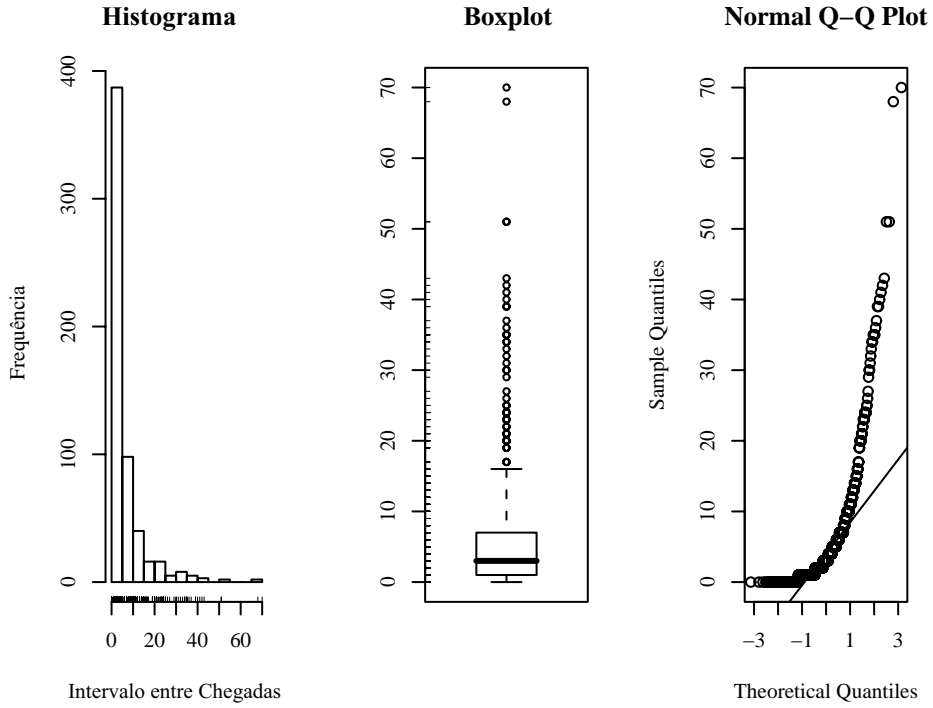 Histograma
Frequência
400
300
200
100
0
0 20 60
Intervalo entre Chegadas
Boxplot
70
60
50
40
30
20
10
0
Normal Q−Q Plot
Sample Quantiles
70
60
50
40
30
20
10
0
−3 −1 1 3
Theoretical Quantiles